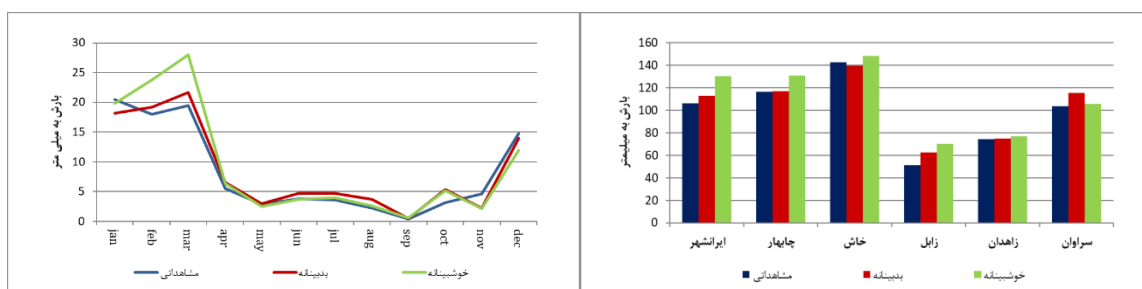 بارش به میلی متر
30
25
20
15
10
5
0
jan feb mar apr may jun jul aug sep oct nov dec
مشاهداتی بدبینانه خوشبینانه
بارش به میلیمتر
160
140
120
100
80
60
40
20
0
ایرانشهر چابهار خاش زابل زاهدان سراوان
مشاهداتی بدبینانه خوشبینانه